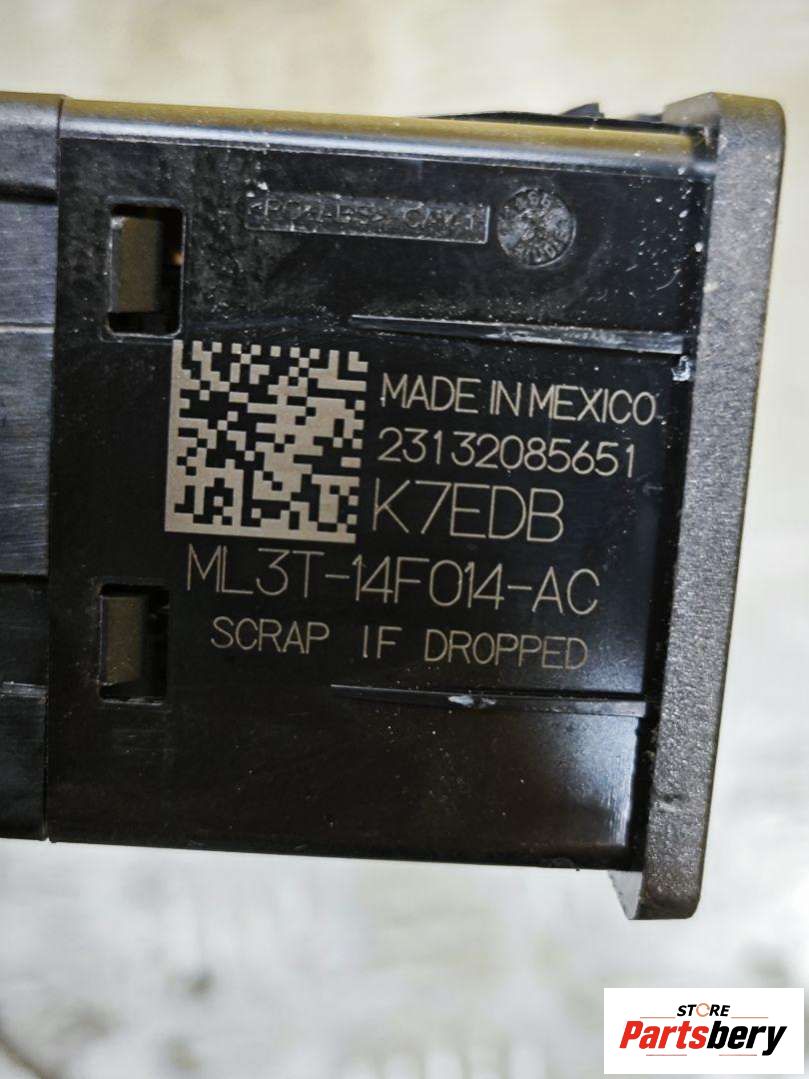 MADE IN MEXICO
23132085651
K7EDB
ML3T-14F014-AC
SCRAP IF DROPPED
STORE
Partsbery